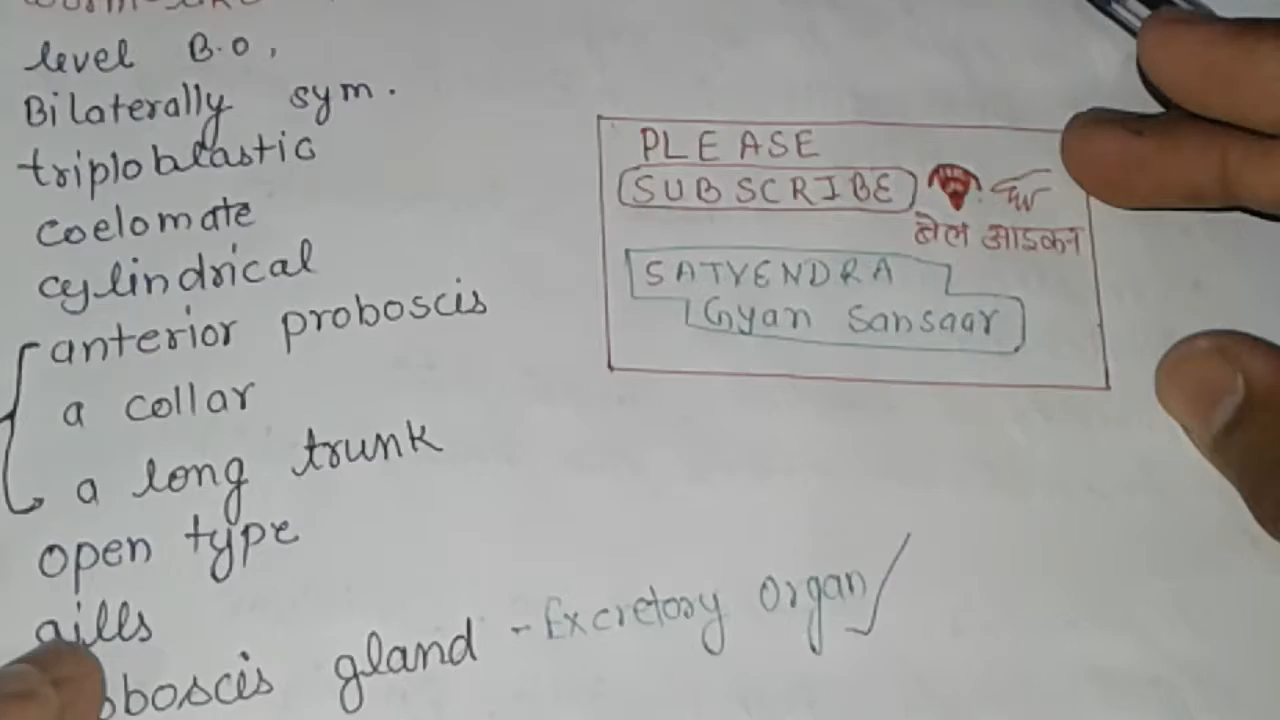 level B.O,
Bilaterally sym.
triploblastic
coelomate
cylindrical
anterior proboscis
a collar
a long trunk
open type
gills
gland - Excretory Organ
PLEASE
SUBSCRIBE
बेल आइकन
SATYENDRA
Gyan Sansaar